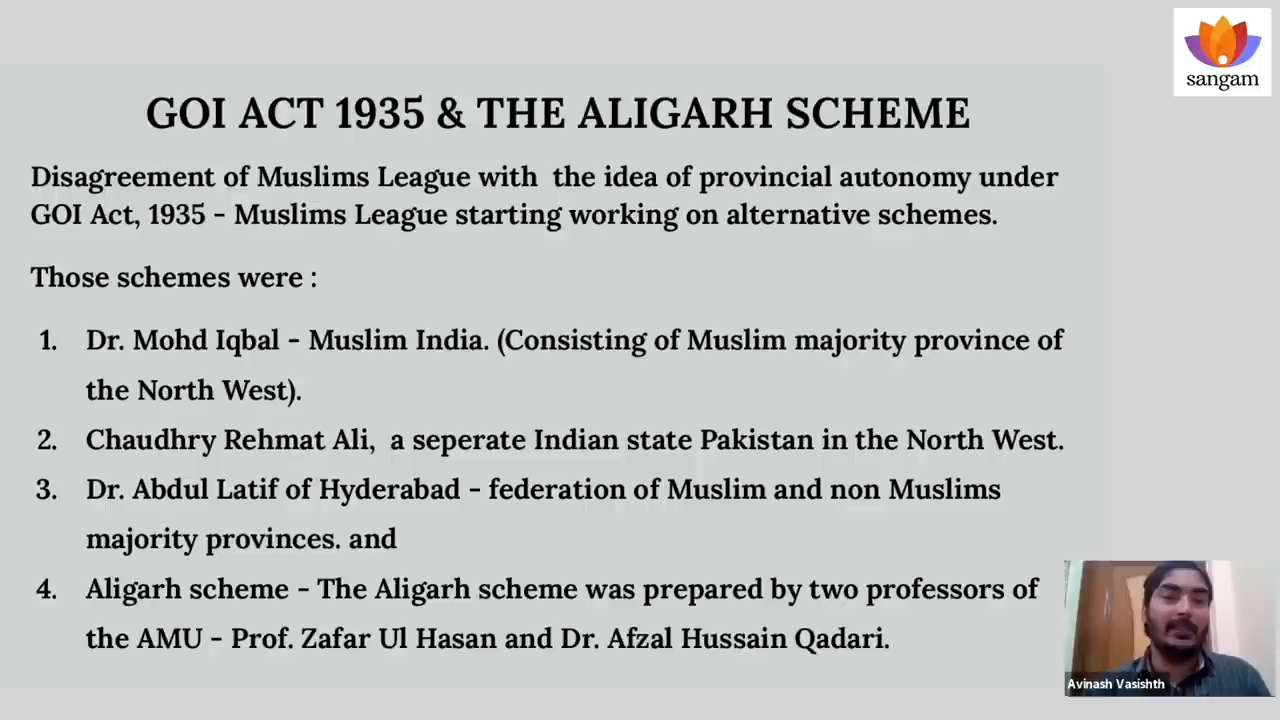 sangam
GOI ACT 1935 & THE ALIGARH SCHEME
Disagreement of Muslims League with the idea of provincial autonomy under
GOI Act, 1935 - Muslims League starting working on alternative schemes.
Those schemes were :
1. Dr. Mohd Iqbal - Muslim India. (Consisting of Muslim majority province of
the North West).
2. Chaudhry Rehmat Ali, a seperate Indian state Pakistan in the North West.
3. Dr. Abdul Latif of Hyderabad - federation of Muslim and non Muslims
majority provinces. and
4. Aligarh scheme - The Aligarh scheme was prepared by two professors of
the AMU - Prof. Zafar Ul Hasan and Dr. Afzal Hussain Qadari.
Avinash Vasishth